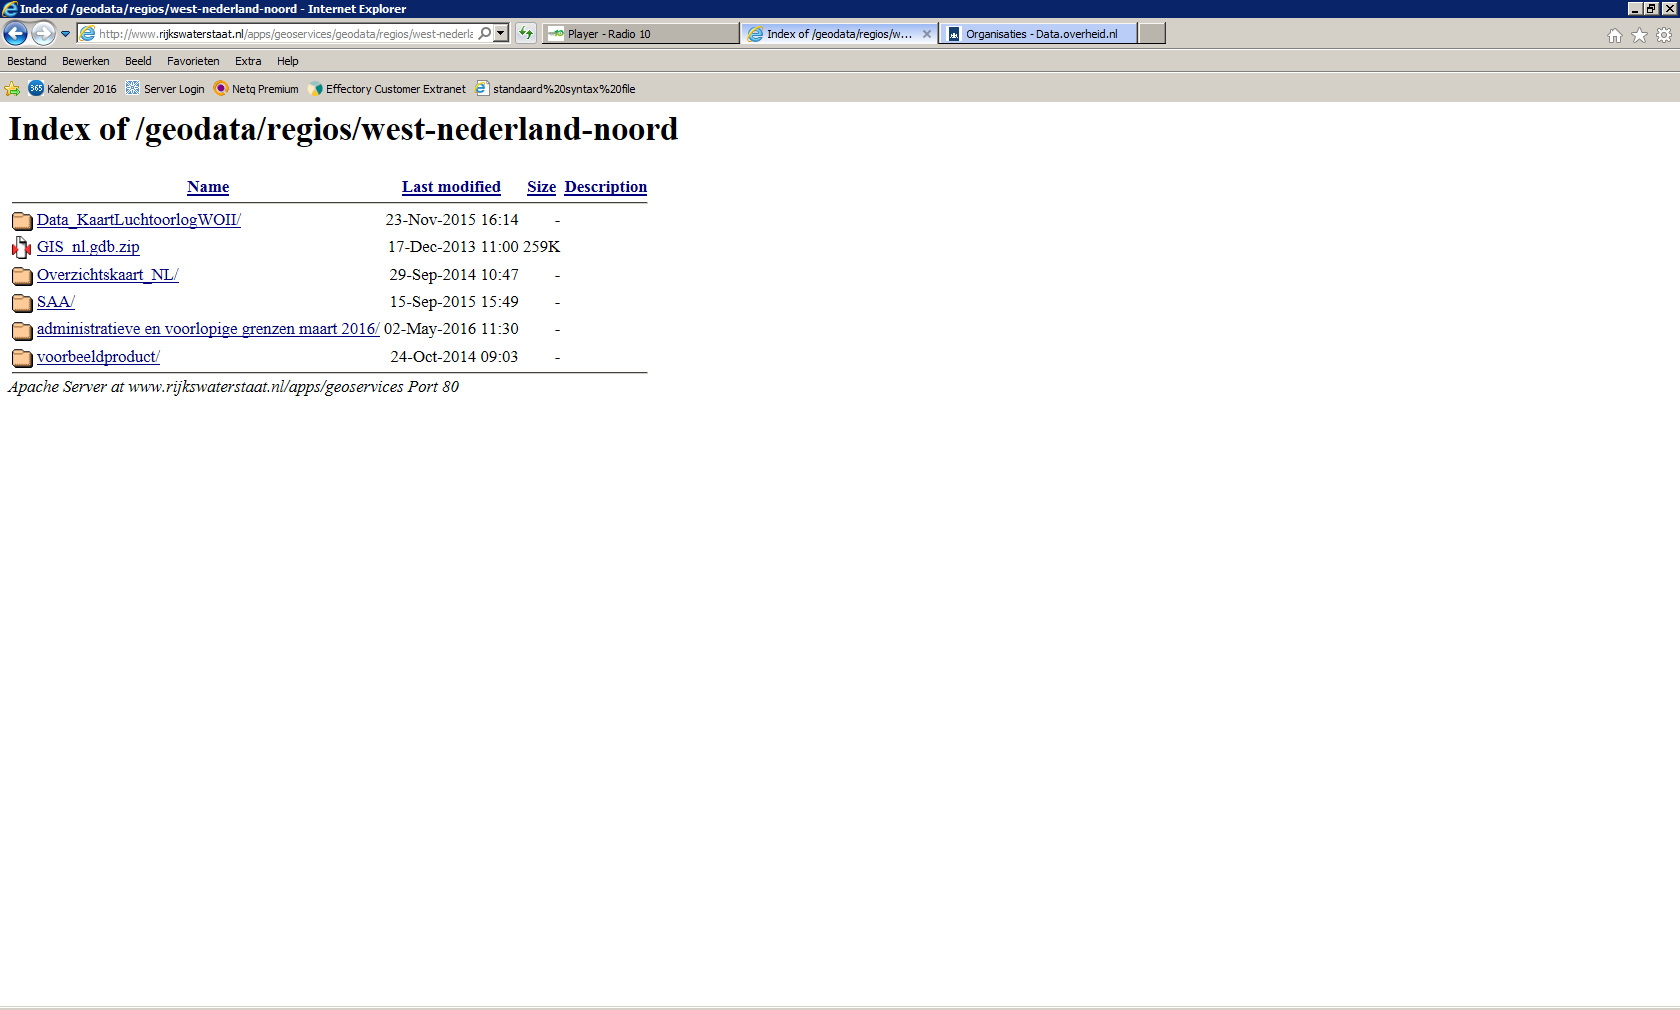 Index of /geodata/regios/west-nederland-noord - Internet Explorer
http://www.rijkswaterstaat.nl/apps/geoservices/geodata/regios/west-nederla
Player - Radio 10
Index of /geodata/regios/w...
Organisaties - Data.overheid.nl
Bestand Bewerken Beeld Favorieten Extra Help
365 Kalender 2016 Server Login Netq Premium Effectory Customer Extranet standaard%20syntax%20file
Index of /geodata/regios/west-nederland-noord
Name Last modified Size Description
Data_KaartLuchtoorlogWOII/ 23-Nov-2015 16:14 -
GIS_nl.gdb.zip 17-Dec-2013 11:00 259K
Overzichtskaart_NL/ 29-Sep-2014 10:47 -
SAA/ 15-Sep-2015 15:49 -
administratieve en voorlopige grenzen maart 2016/ 02-May-2016 11:30 -
voorbeeldproduct/ 24-Oct-2014 09:03 -
Apache Server at www.rijkswaterstaat.nl/apps/geoservices Port 80